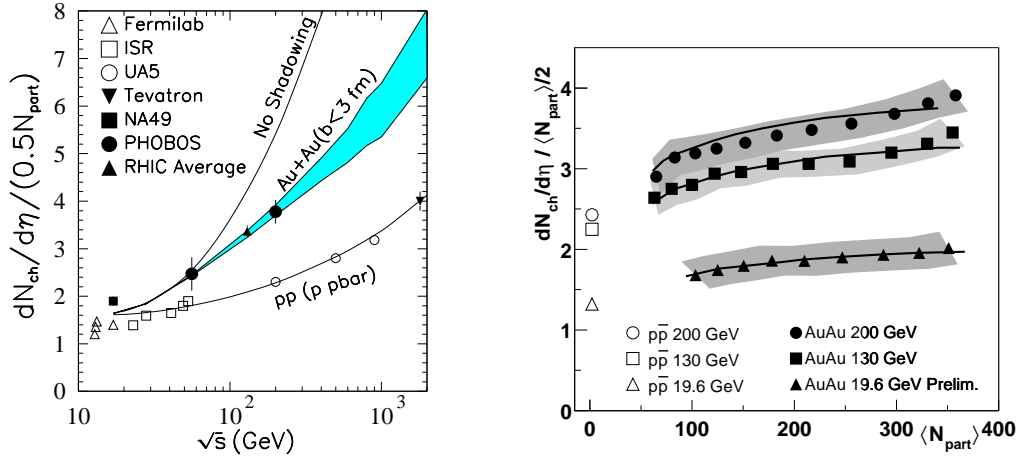 dN_ch/dη/(0.5N_part)
8
7
6
5
4
3
2
1
0
△ Fermilab
□ ISR
○ UA5
▼ Tevatron
■ NA49
● PHOBOS
▲ RHIC Average
No Shadowing
Au+Au(b<3 fm)
pp (p pbar)
10 10^2 10^3
√s (GeV)
dN_ch/dη / ⟨N_part⟩/2
4
3
2
1
0
○ pp̅ 200 GeV ● AuAu 200 GeV
□ pp̅ 130 GeV ■ AuAu 130 GeV
△ pp̅ 19.6 GeV ▲ AuAu 19.6 GeV Prelim.
0 100 200 300 400
⟨N_part⟩